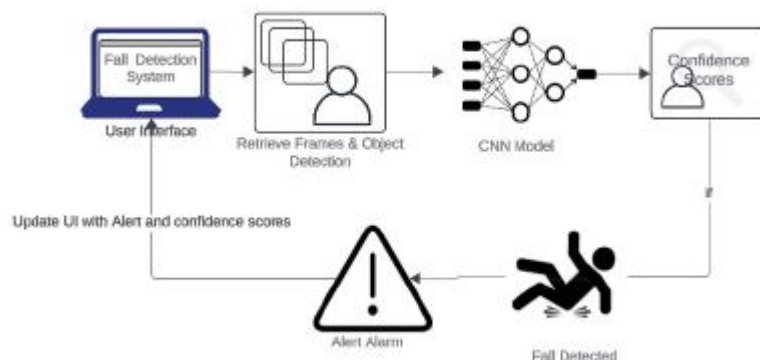 Fall Detection
System
User Interface
Retrieve Frames & Object
Detection
CNN Model
Confidence
Scores
if
Update UI with Alert and confidence scores
Alert Alarm
Fall Detected